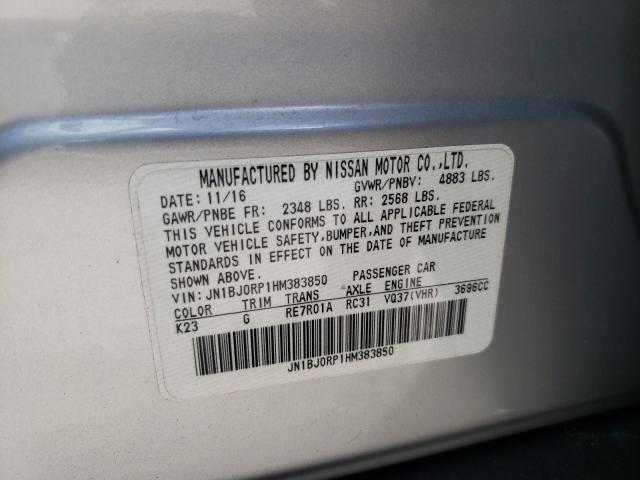 MANUFACTURED BY NISSAN MOTOR CO.,LTD.
DATE: 11/16 GVWR/PNBV: 4883 LBS.
GAWR/PNBE FR: 2348 LBS. RR: 2568 LBS.
THIS VEHICLE CONFORMS TO ALL APPLICABLE FEDERAL
MOTOR VEHICLE SAFETY,BUMPER,AND THEFT PREVENTION
STANDARDS IN EFFECT ON THE DATE OF MANUFACTURE
SHOWN ABOVE.
VIN: JN1BJ0RP1HM383850 PASSENGER CAR
COLOR TRIM TRANS AXLE ENGINE
K23 G RE7R01A RC31 VQ37(VHR) 3696CC
JN1BJ0RP1HM383850